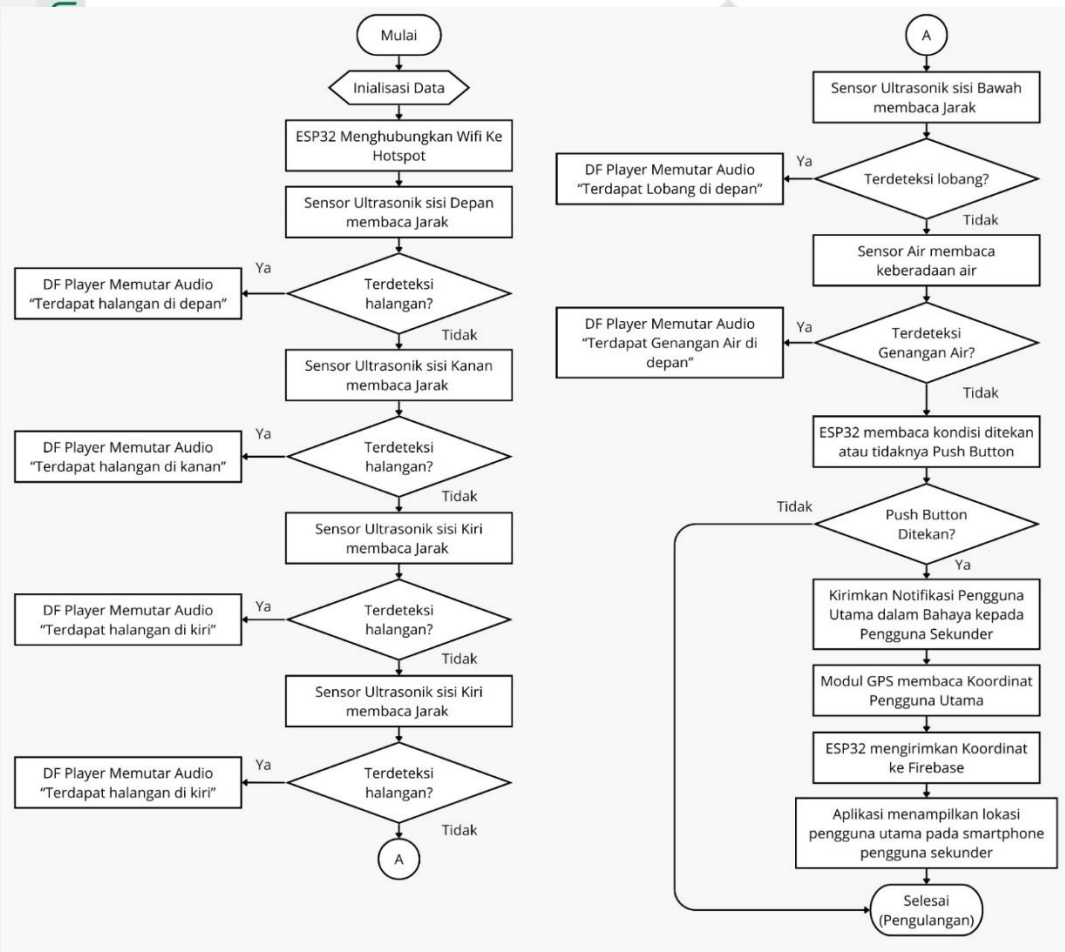 Mulai
Inialisasi Data
ESP32 Menghubungkan Wifi Ke
Hotspot
Sensor Ultrasonik sisi Depan
membaca Jarak
Terdeteksi
halangan?
Ya
DF Player Memutar Audio
“Terdapat halangan di depan”
Tidak
Sensor Ultrasonik sisi Kanan
membaca Jarak
Terdeteksi
halangan?
Ya
DF Player Memutar Audio
“Terdapat halangan di kanan”
Tidak
Sensor Ultrasonik sisi Kiri
membaca Jarak
Terdeteksi
halangan?
Ya
DF Player Memutar Audio
“Terdapat halangan di kiri”
Tidak
Sensor Ultrasonik sisi Kiri
membaca Jarak
Terdeteksi
halangan?
Ya
DF Player Memutar Audio
“Terdapat halangan di kiri”
Tidak
A
A
Sensor Ultrasonik sisi Bawah
membaca Jarak
Terdeteksi lobang?
Ya
DF Player Memutar Audio
“Terdapat Lobang di depan”
Tidak
Sensor Air membaca
keberadaan air
Terdeteksi
Genangan Air?
Ya
DF Player Memutar Audio
“Terdapat Genangan Air di
depan”
Tidak
ESP32 membaca kondisi ditekan
atau tidaknya Push Button
Push Button
Ditekan?
Tidak
Ya
Kirimkan Notifikasi Pengguna
Utama dalam Bahaya kepada
Pengguna Sekunder
Modul GPS membaca Koordinat
Pengguna Utama
ESP32 mengirimkan Koordinat
ke Firebase
Aplikasi menampilkan lokasi
pengguna utama pada smartphone
pengguna sekunder
Selesai
(Pengulangan)